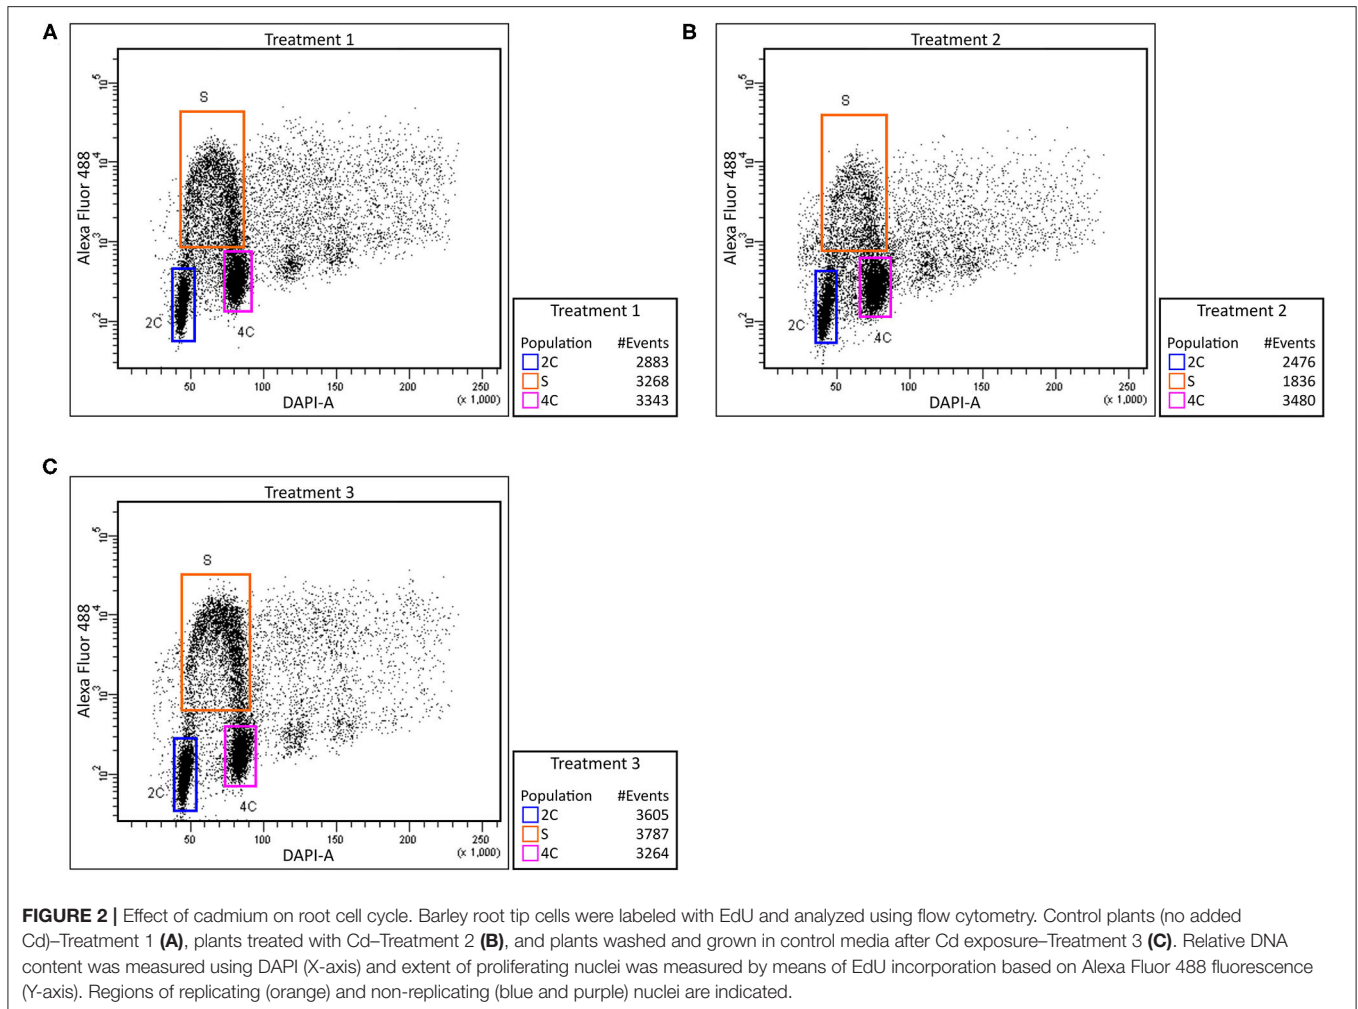 A
Treatment 1
10^5
10^4
10^3
10^2
Alexa Fluor 488
S
2C
4C
50 100 150 200 250
(x 1,000)
DAPI-A
Treatment 1
Population #Events
2C 2883
S 3268
4C 3343
B
Treatment 2
10^5
10^4
10^3
10^2
Alexa Fluor 488
S
2C
4C
50 100 150 200 250
(x 1,000)
DAPI-A
Treatment 2
Population #Events
2C 2476
S 1836
4C 3480
C
Treatment 3
10^5
10^4
10^3
10^2
Alexa Fluor 488
S
2C
4C
50 100 150 200 250
(x 1,000)
DAPI-A
Treatment 3
Population #Events
2C 3605
S 3787
4C 3264
FIGURE 2 | Effect of cadmium on root cell cycle. Barley root tip cells were labeled with EdU and analyzed using flow cytometry. Control plants (no added
Cd)–Treatment 1 (A), plants treated with Cd–Treatment 2 (B), and plants washed and grown in control media after Cd exposure–Treatment 3 (C). Relative DNA
content was measured using DAPI (X-axis) and extent of proliferating nuclei was measured by means of EdU incorporation based on Alexa Fluor 488 fluorescence
(Y-axis). Regions of replicating (orange) and non-replicating (blue and purple) nuclei are indicated.